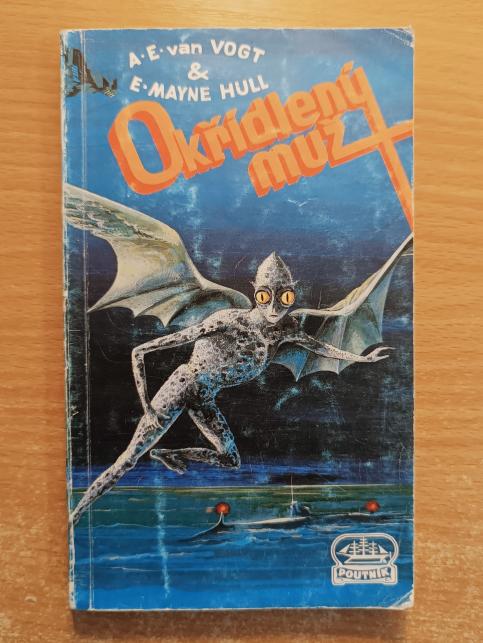 A·E·van VOGT
&
E·MAYNE HULL
Okřídlený
muž
POUTNÍK